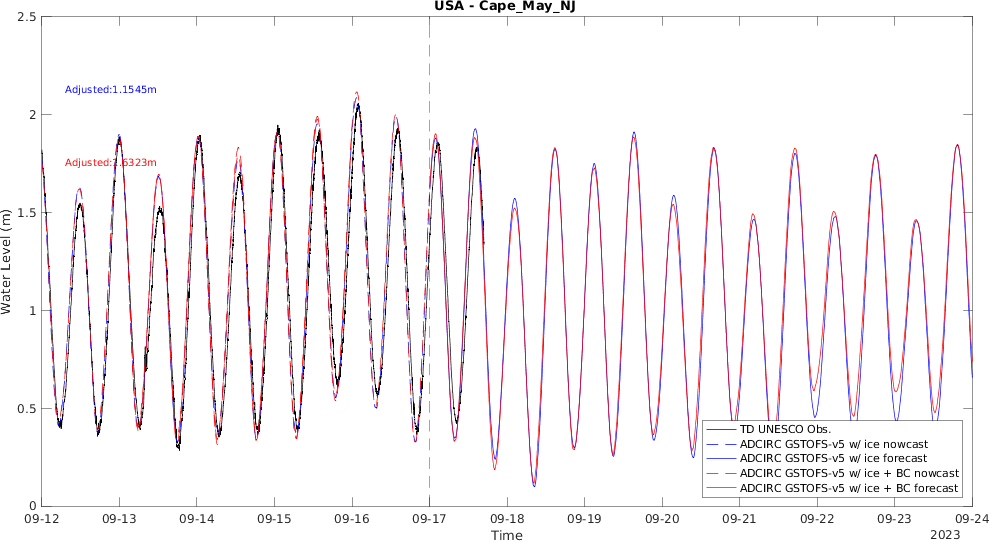 USA - Cape_May_NJ
2.5
2
1.5
1
0.5
0
Water Level (m)
Adjusted:1.1545m
Adjusted:1.6323m
TD UNESCO Obs.
ADCIRC GSTOFS-v5 w/ ice nowcast
ADCIRC GSTOFS-v5 w/ ice forecast
ADCIRC GSTOFS-v5 w/ ice + BC nowcast
ADCIRC GSTOFS-v5 w/ ice + BC forecast
09-12 09-13 09-14 09-15 09-16 09-17 09-18 09-19 09-20 09-21 09-22 09-23 09-24
Time
2023